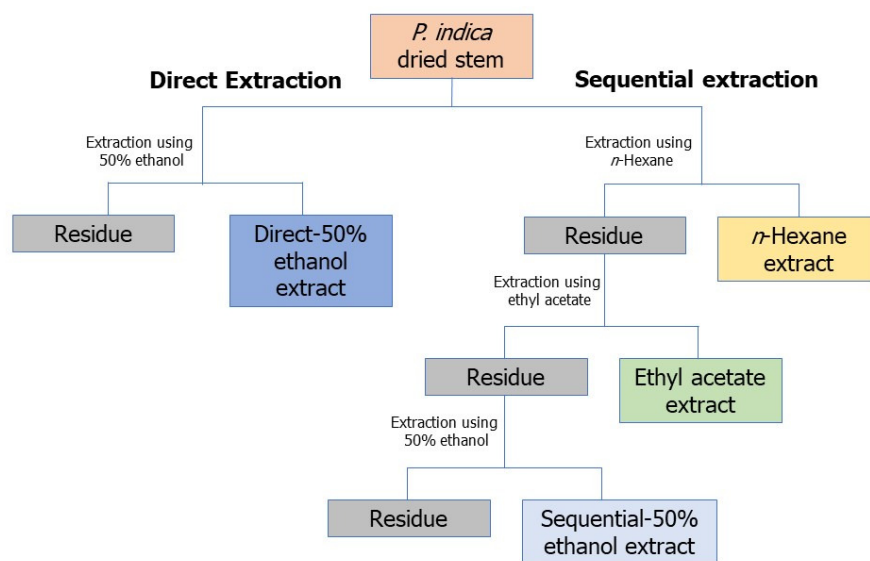 P. indica
dried stem
Direct Extraction
Sequential extraction
Extraction using
50% ethanol
Extraction using
n-Hexane
Residue
Direct-50%
ethanol
extract
Residue
n-Hexane
extract
Extraction using
ethyl acetate
Residue
Ethyl acetate
extract
Extraction using
50% ethanol
Residue
Sequential-50%
ethanol extract